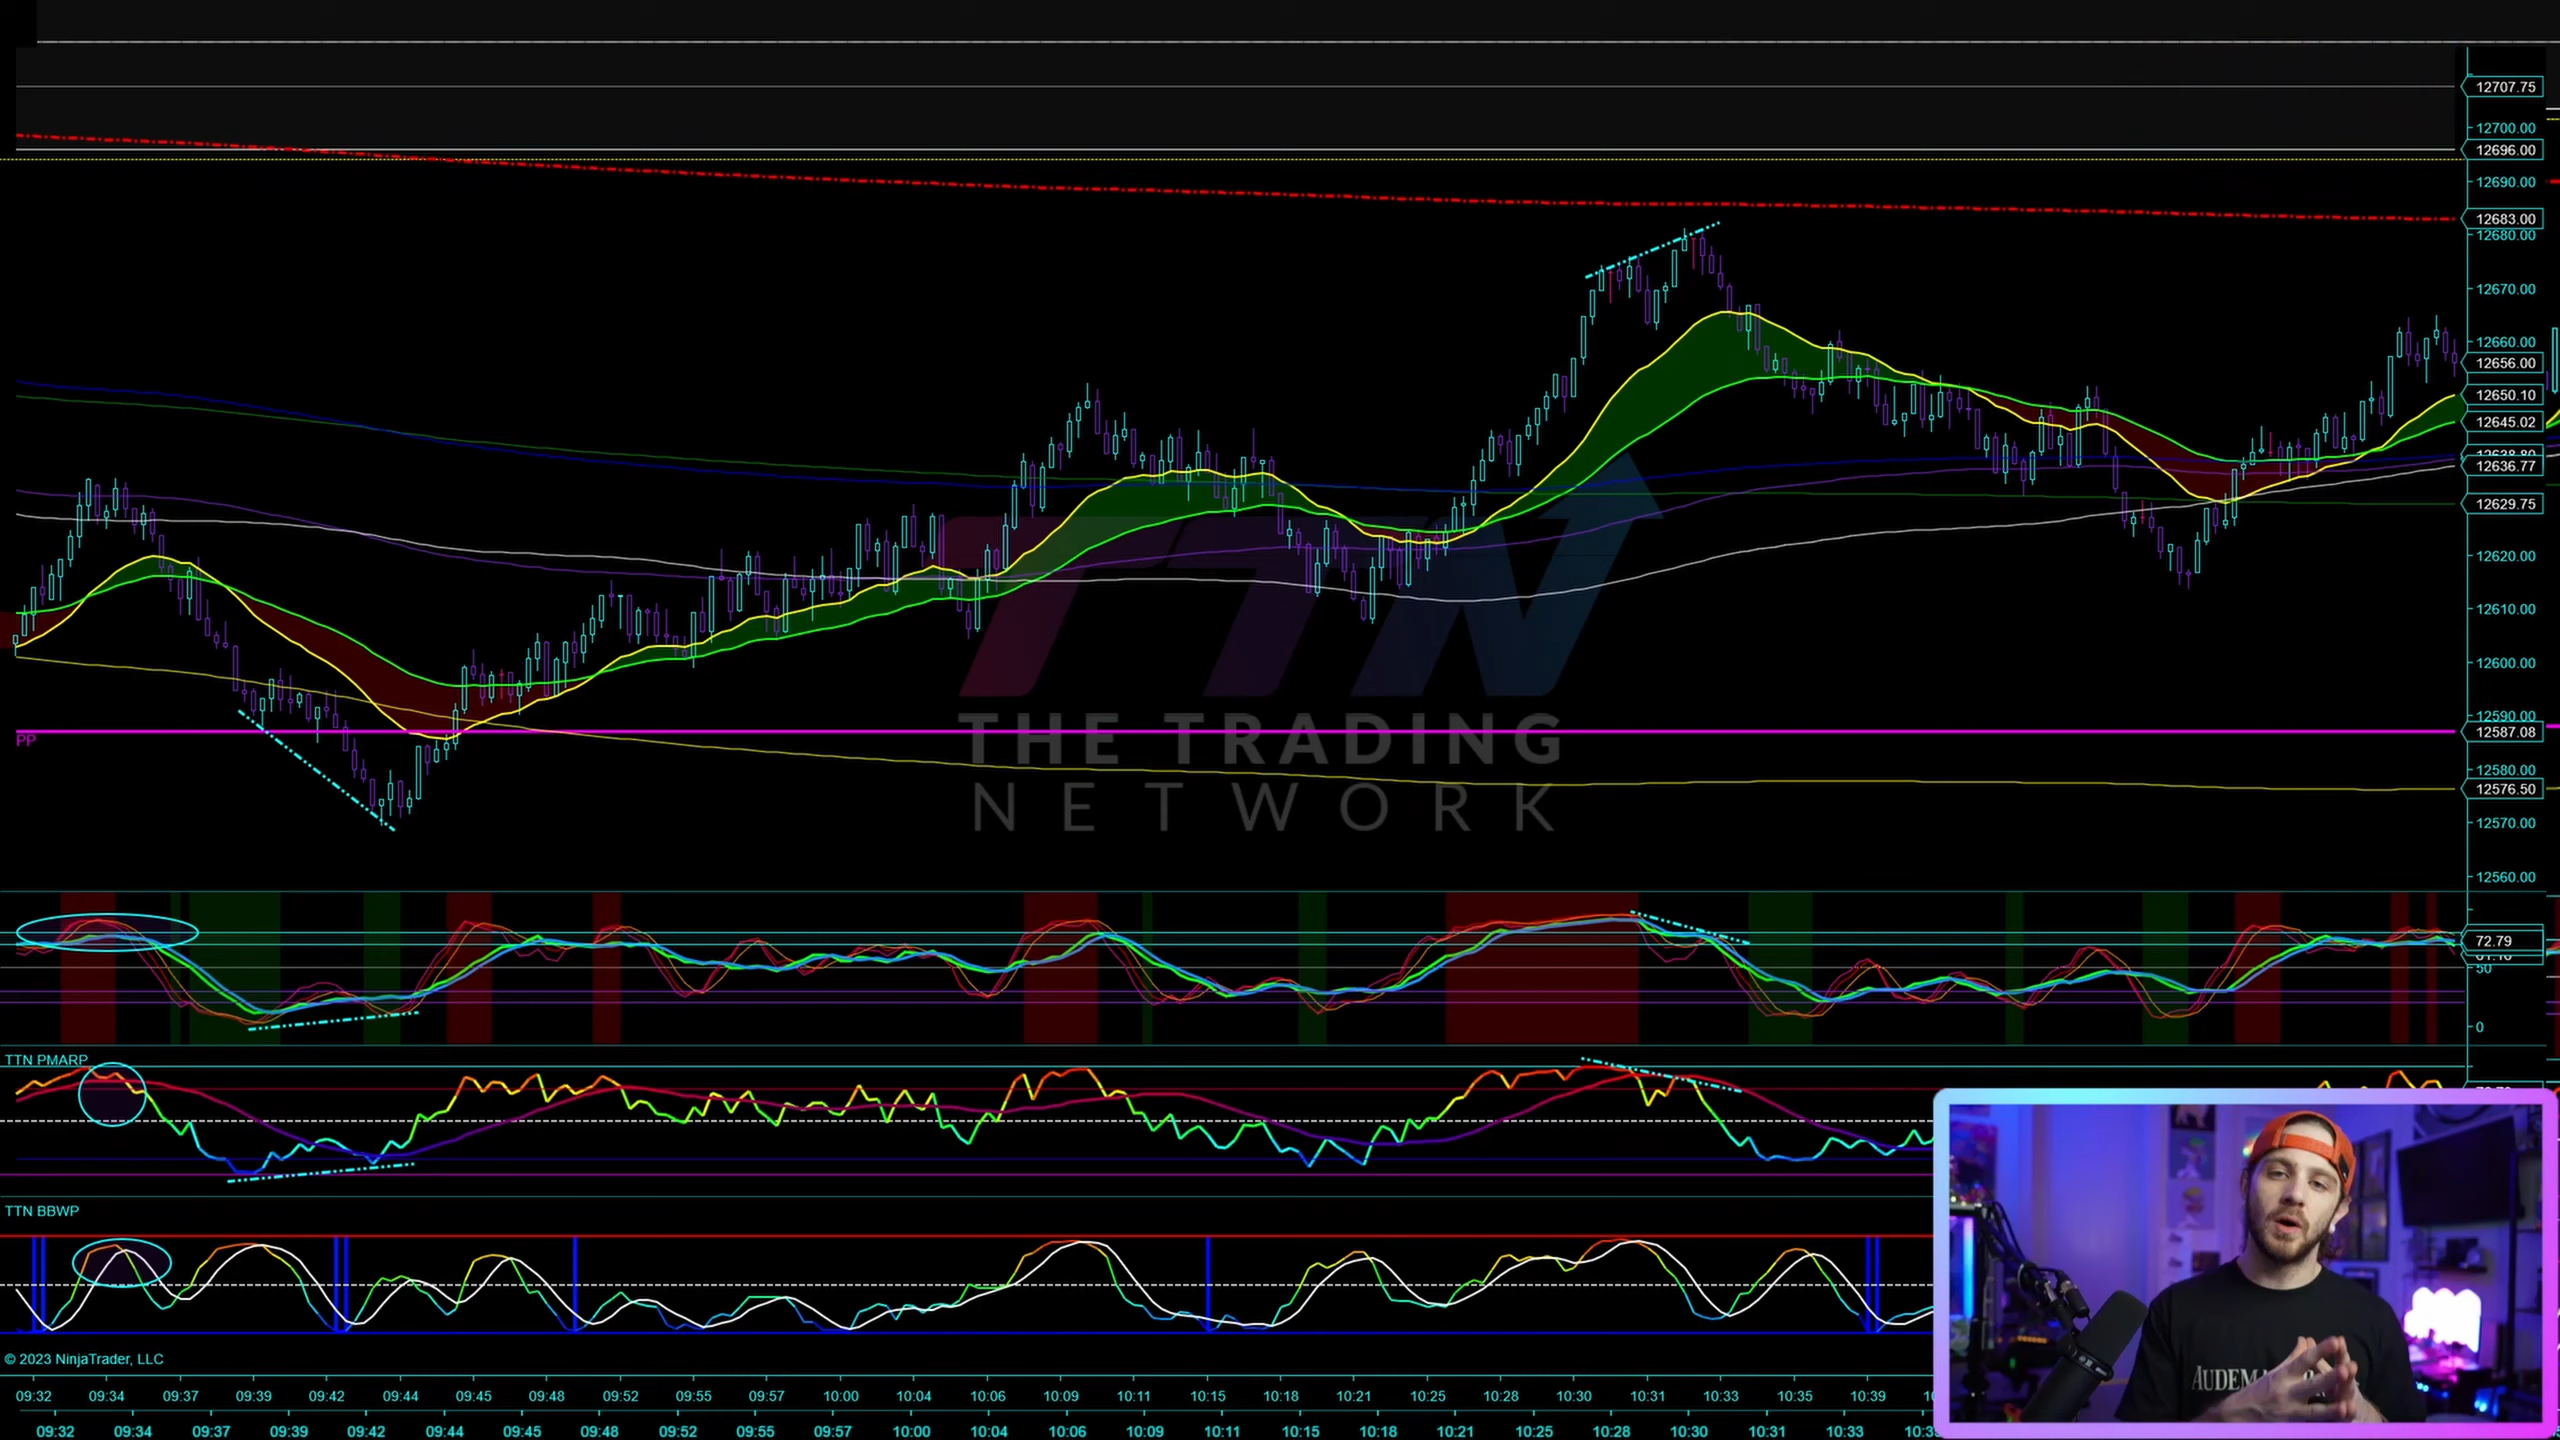 12707.75
12700.00
12696.00
12690.00
12683.00
12680.00
12670.00
12660.00
12656.00
12650.10
12645.02
12636.77
12629.75
12620.00
12610.00
12600.00
12590.00
12587.08
12580.00
12576.50
12570.00
12560.00
PP
TTN
THE TRADING
NETWORK
72.79
50
0
TTN PMARP
TTN BBWP
© 2023 NinjaTrader, LLC
09:32 09:34 09:37 09:39 09:42 09:44 09:45 09:48 09:52 09:55 09:57 10:00 10:04 10:06 10:09 10:11 10:15 10:18 10:21 10:25 10:28 10:30 10:31 10:33 10:35 10:39
09:32 09:34 09:37 09:39 09:42 09:44 09:45 09:48 09:52 09:55 09:57 10:00 10:04 10:06 10:09 10:11 10:15 10:18 10:21 10:25 10:28 10:30 10:31 10:33